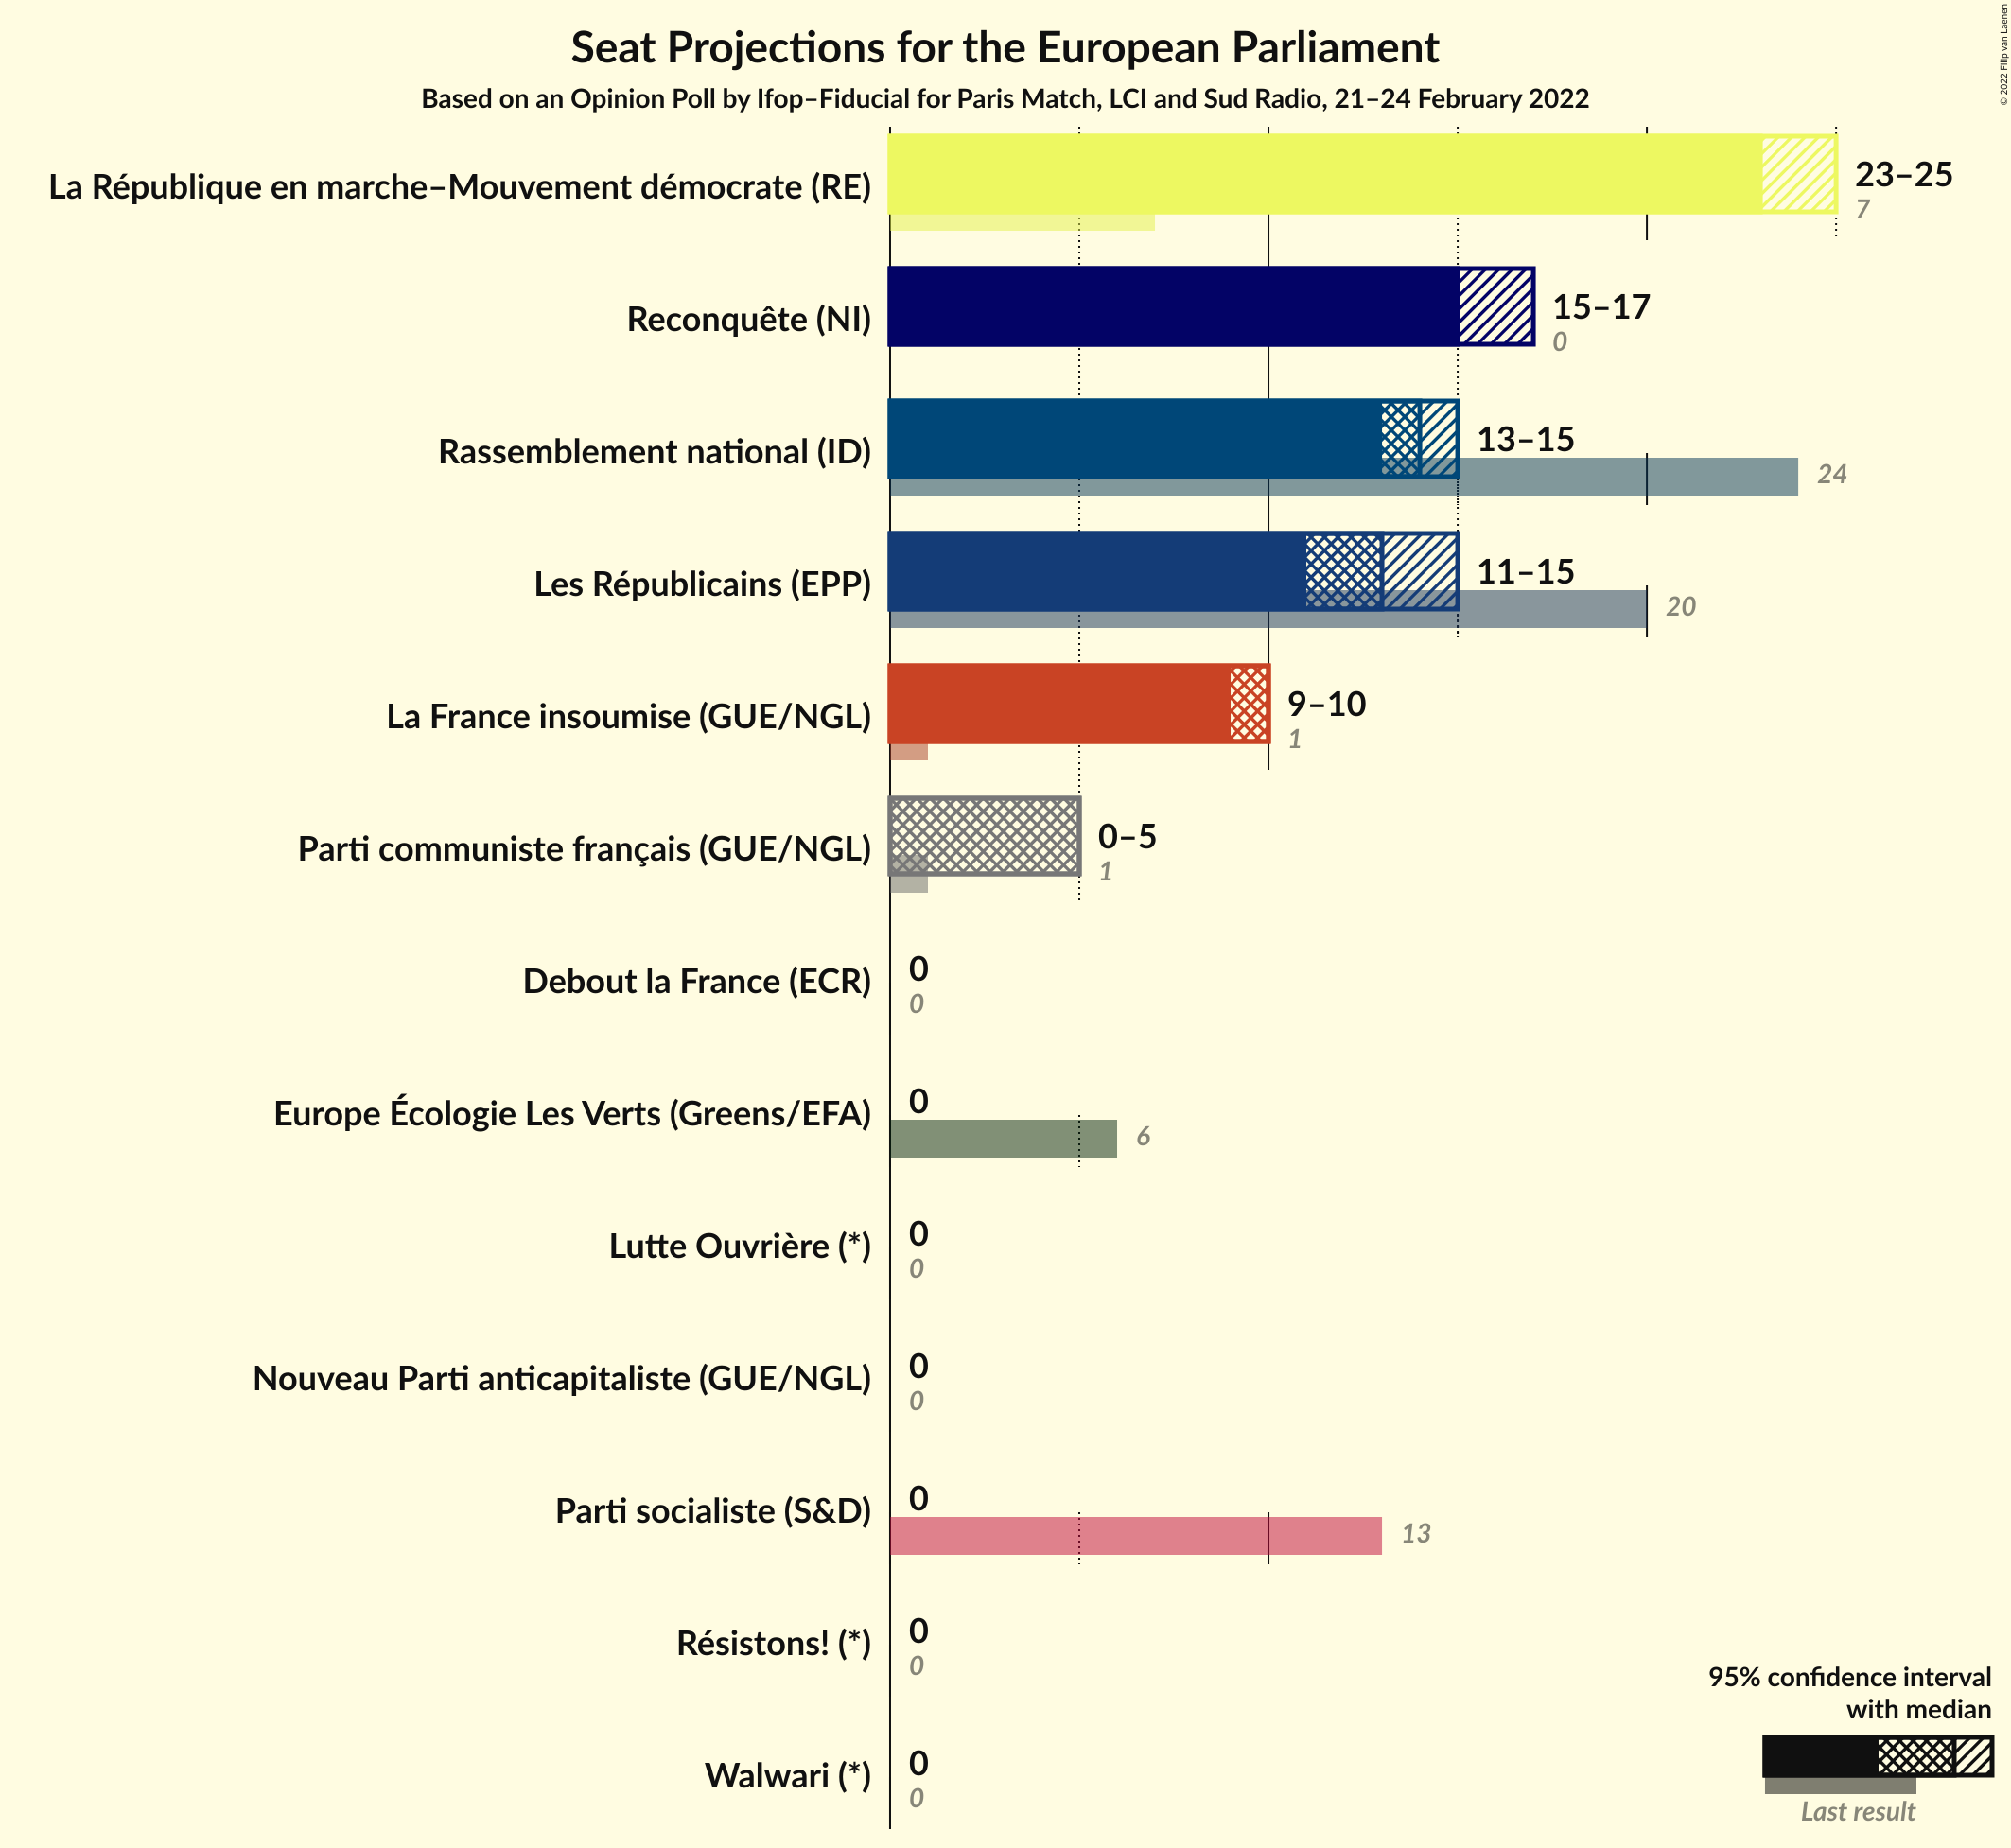 Seat Projections for the European Parliament
Based on an Opinion Poll by Ifop–Fiducial for Paris Match, LCI and Sud Radio, 21–24 February 2022
© 2022 Filip van Laenen
La République en marche–Mouvement démocrate (RE)
23–25
7
Reconquête (NI)
15–17
0
Rassemblement national (ID)
13–15
24
Les Républicains (EPP)
11–15
20
La France insoumise (GUE/NGL)
9–10
1
Parti communiste français (GUE/NGL)
0–5
1
Debout la France (ECR)
0
0
Europe Écologie Les Verts (Greens/EFA)
0
6
Lutte Ouvrière (*)
0
0
Nouveau Parti anticapitaliste (GUE/NGL)
0
0
Parti socialiste (S&D)
0
13
Résistons! (*)
0
0
Walwari (*)
0
0
95% confidence interval
with median
Last result